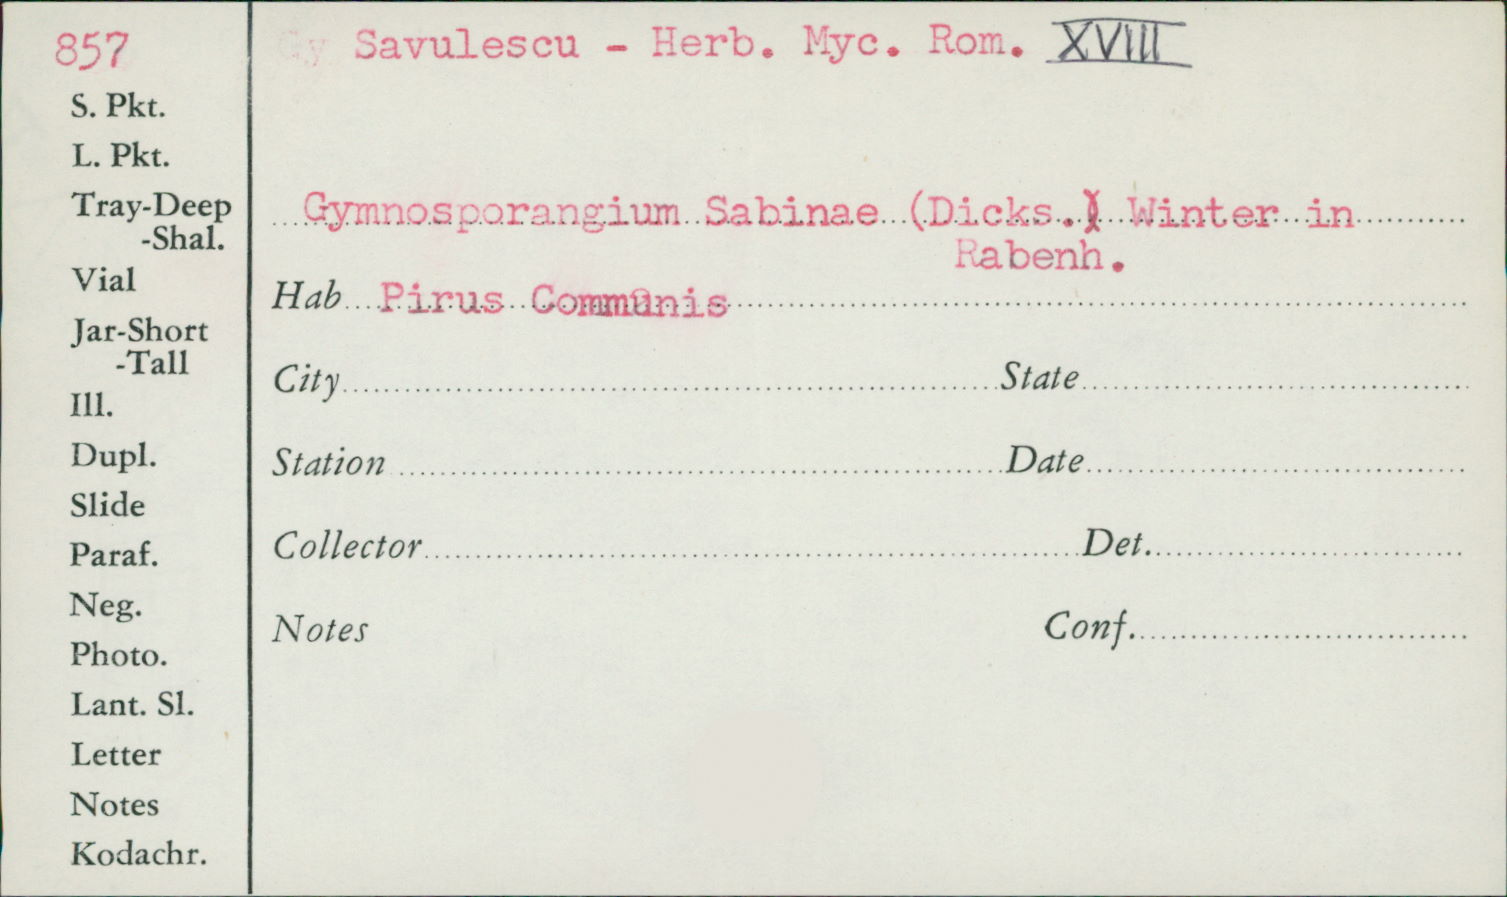 857
Savulescu - Herb. Myc. Rom. XVIII
S. Pkt.
L. Pkt.
Tray-Deep
-Shal.
Vial
Jar-Short
-Tall
Ill.
Dupl.
Slide
Paraf.
Neg.
Photo.
Lant. Sl.
Letter
Notes
Kodachr.
Gymnosporangium Sabinae (Dicks.) Winter in
Rabenh.
Hab Pirus Communis
City State
Station Date
Collector Det.
Notes Conf.